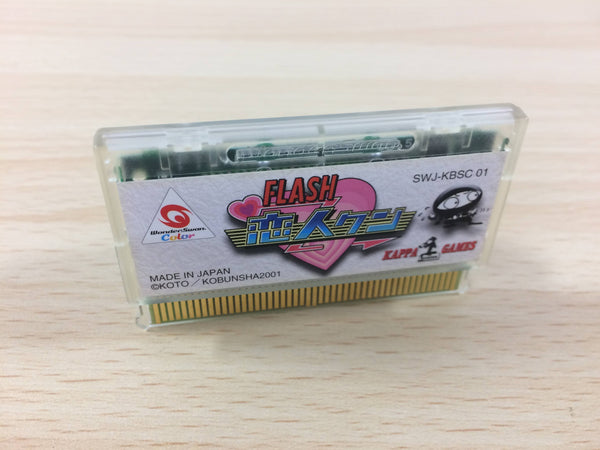 SWJ-KBSC 01
FLASH
恋人クン
WonderSwan
Color
KAPPA GAMES
MADE IN JAPAN
©KOTO／KOBUNSHA2001